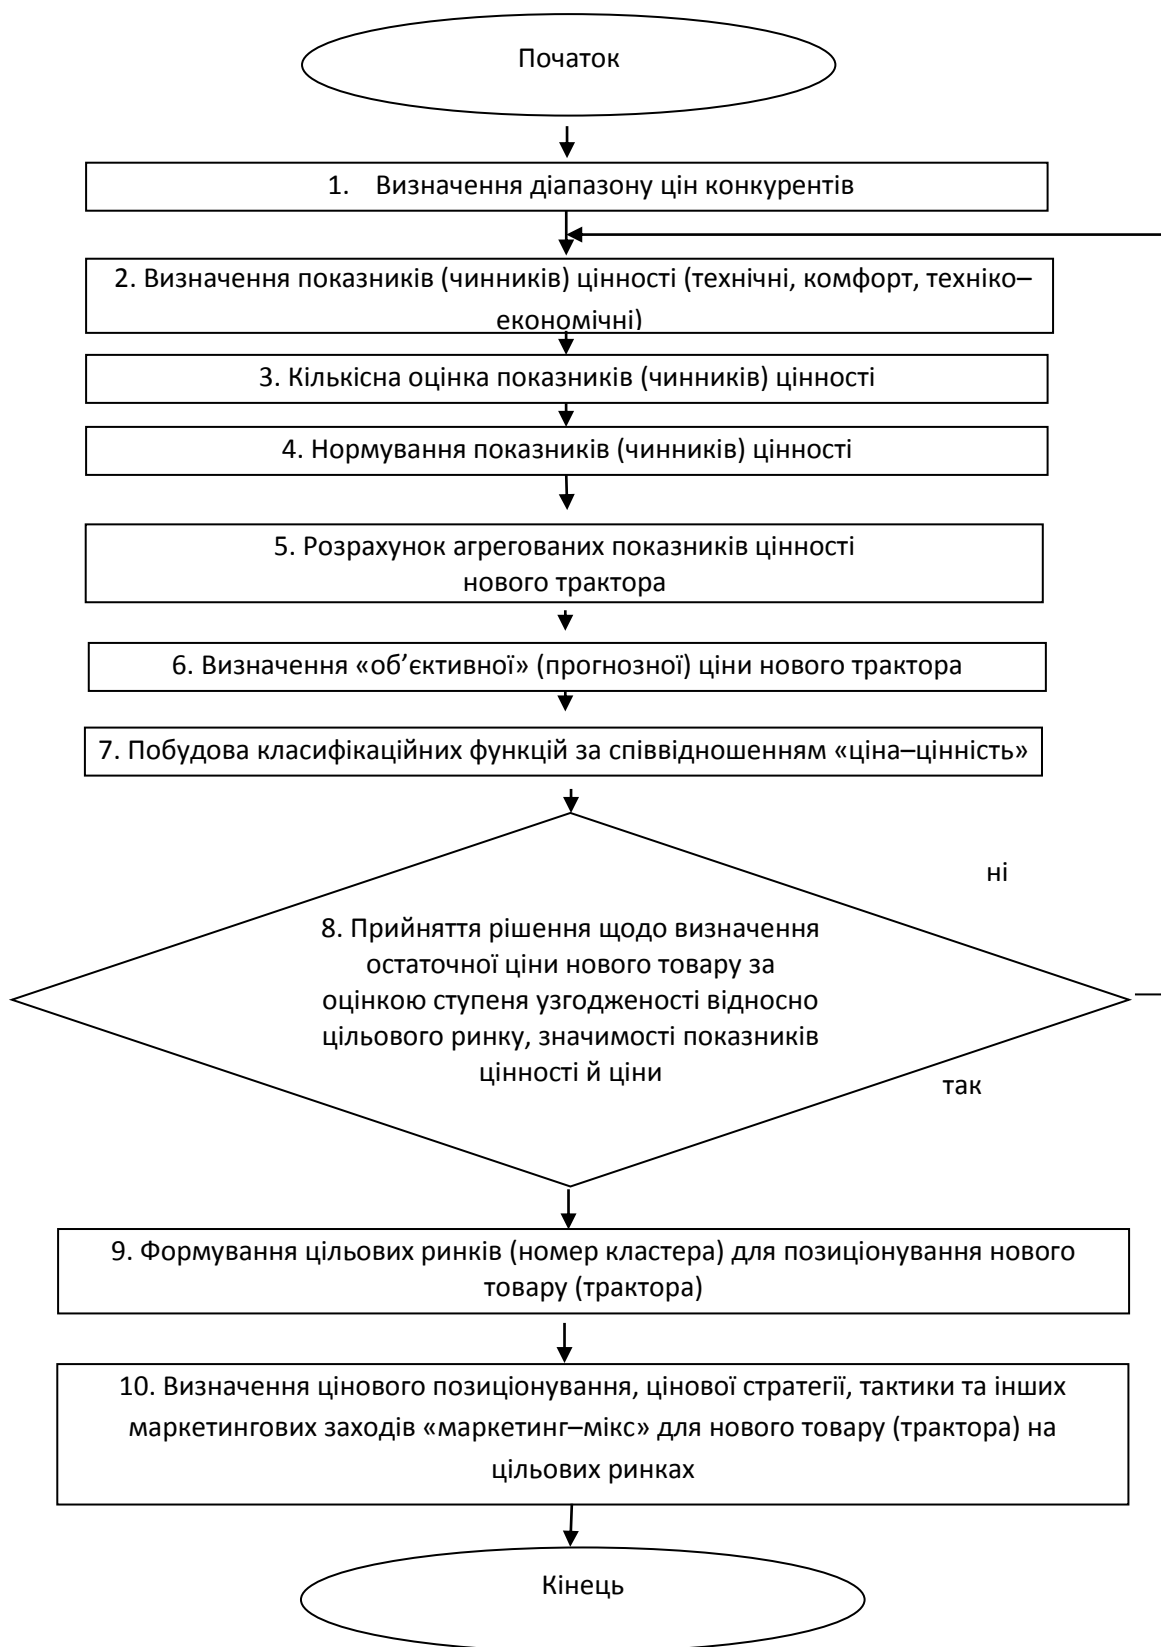 Початок
1. Визначення діапазону цін конкурентів
2. Визначення показників (чинників) цінності (технічні, комфорт, техніко–
економічні)
3. Кількісна оцінка показників (чинників) цінності
4. Нормування показників (чинників) цінності
5. Розрахунок агрегованих показників цінності
нового трактора
6. Визначення «об’єктивної» (прогнозної) ціни нового трактора
7. Побудова класифікаційних функцій за співвідношенням «ціна–цінність»
ні
8. Прийняття рішення щодо визначення
остаточної ціни нового товару за
оцінкою ступеня узгодженості відносно
цільового ринку, значимості показників
цінності й ціни
так
9. Формування цільових ринків (номер кластера) для позиціонування нового
товару (трактора)
10. Визначення цінового позиціонування, цінової стратегії, тактики та інших
маркетингових заходів «маркетинг–мікс» для нового товару (трактора) на
цільових ринках
Кінець